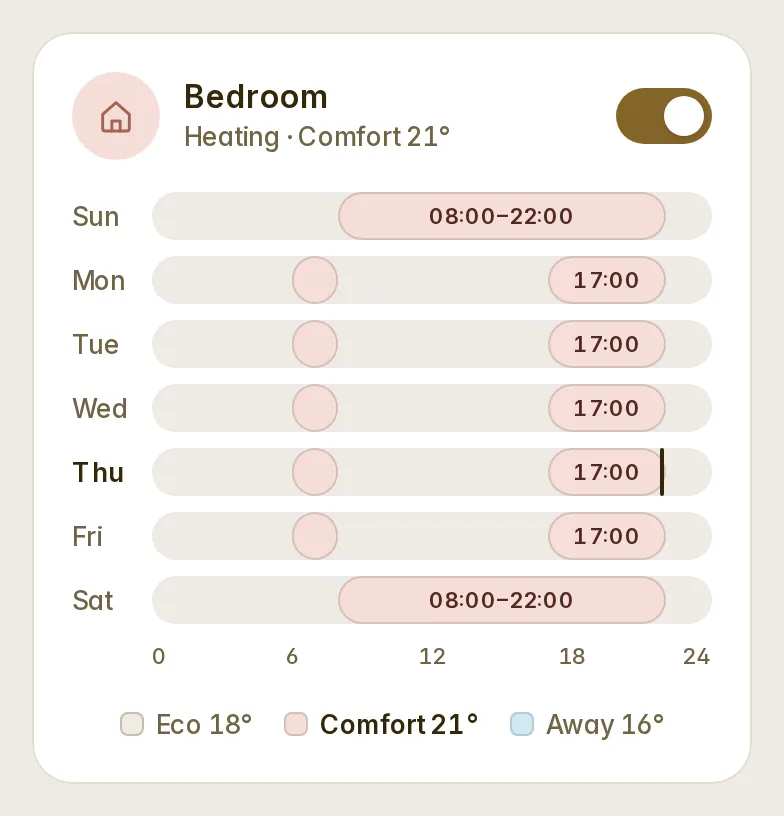 Bedroom
Heating · Comfort 21°
Sun 08:00–22:00
Mon 17:00
Tue 17:00
Wed 17:00
Thu 17:00
Fri 17:00
Sat 08:00–22:00
0 6 12 18 24
Eco 18° Comfort 21° Away 16°